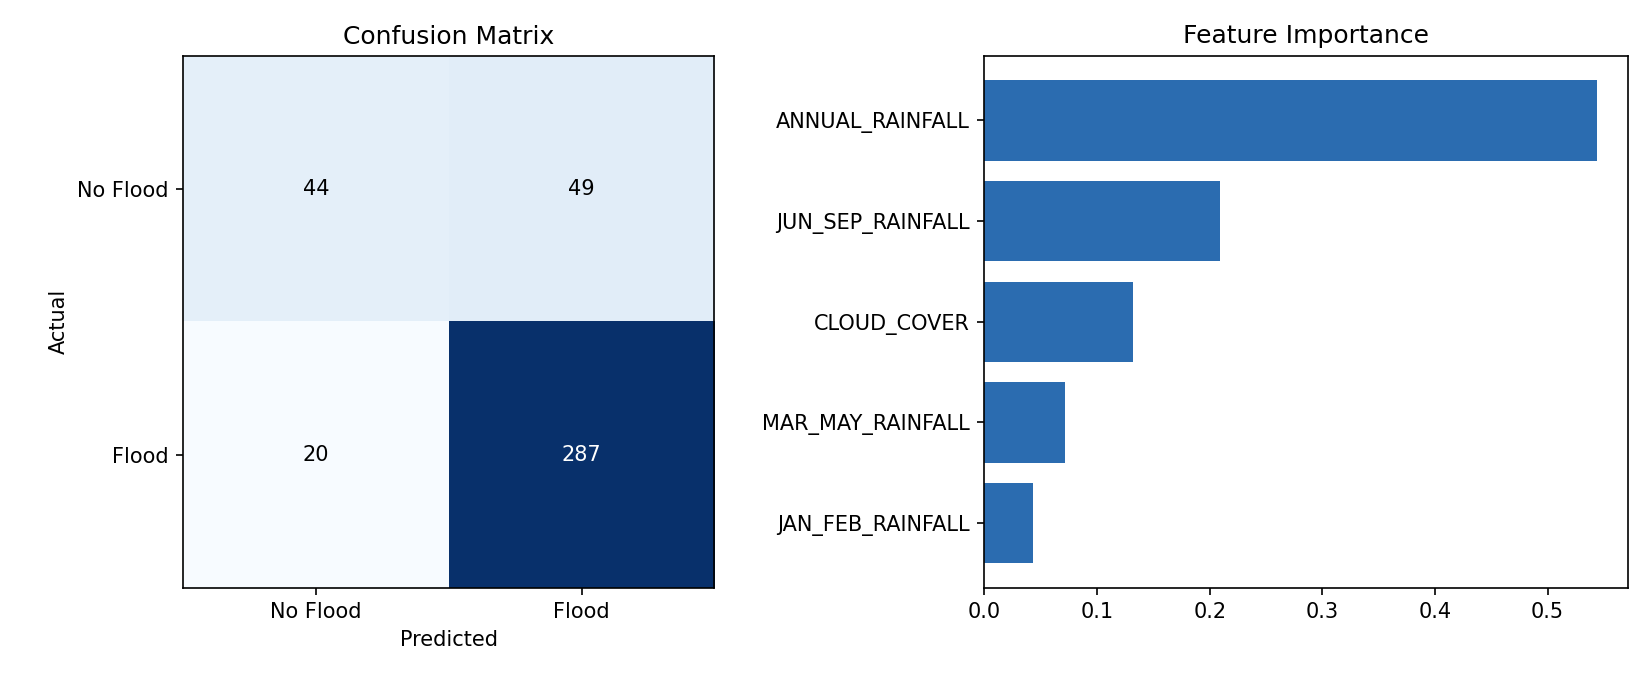 Confusion Matrix
No Flood
44
49
Actual
Flood
20
287
No Flood Flood
Predicted
Feature Importance
ANNUAL_RAINFALL
JUN_SEP_RAINFALL
CLOUD_COVER
MAR_MAY_RAINFALL
JAN_FEB_RAINFALL
0.0 0.1 0.2 0.3 0.4 0.5